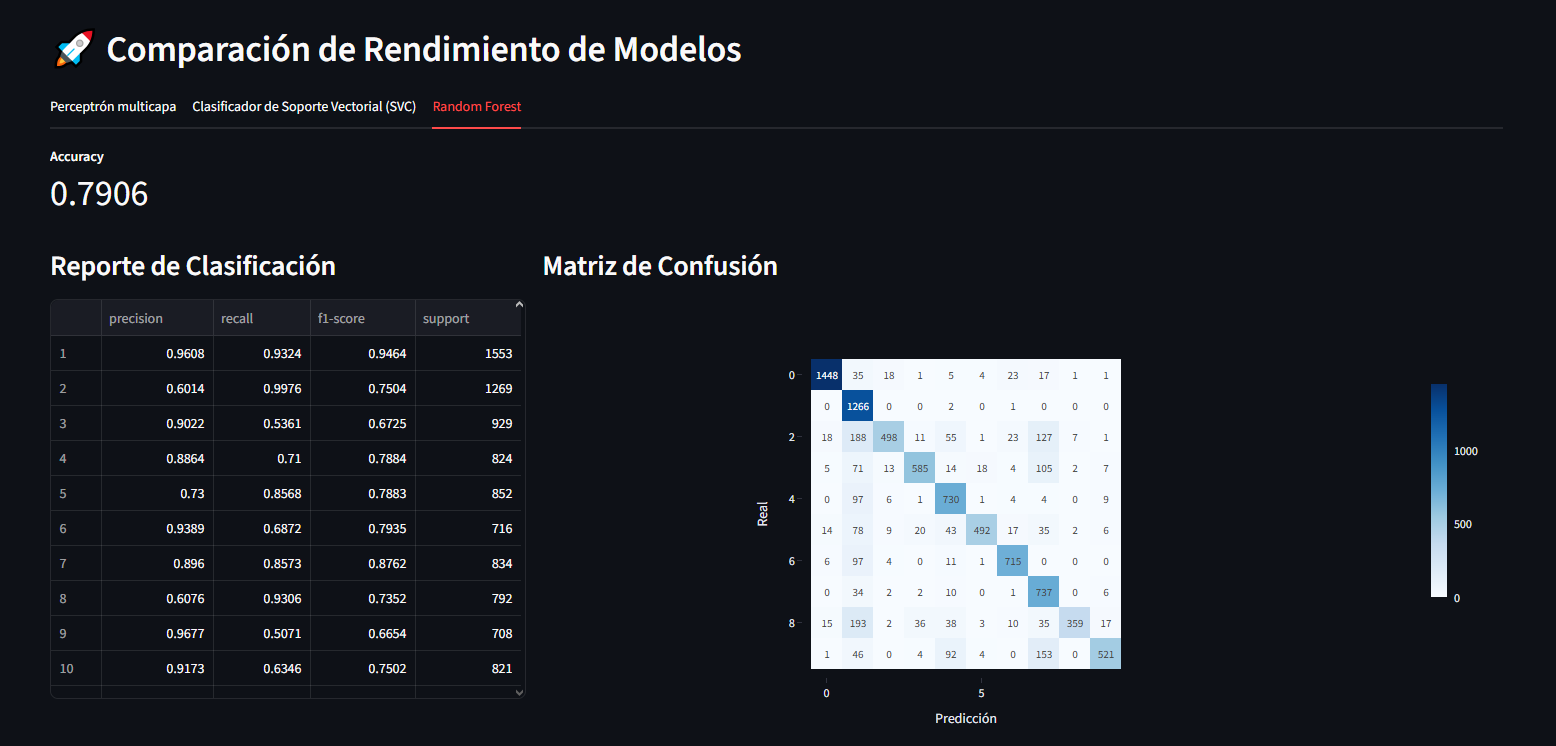 🚀 Comparación de Rendimiento de Modelos
Perceptrón multicapa Clasificador de Soporte Vectorial (SVC) Random Forest
Accuracy
0.7906
Reporte de Clasificación
precision recall f1-score support
1 0.9608 0.9324 0.9464 1553
2 0.6014 0.9976 0.7504 1269
3 0.9022 0.5361 0.6725 929
4 0.8864 0.71 0.7884 824
5 0.73 0.8568 0.7883 852
6 0.9389 0.6872 0.7935 716
7 0.896 0.8573 0.8762 834
8 0.6076 0.9306 0.7352 792
9 0.9677 0.5071 0.6654 708
10 0.9173 0.6346 0.7502 821
Matriz de Confusión
Real
0 1448 35 18 1 5 4 23 17 1 1
0 1266 0 0 2 0 1 0 0 0
2 18 188 498 11 55 1 23 127 7 1
5 71 13 585 14 18 4 105 2 7
4 0 97 6 1 730 1 4 4 0 9
14 78 9 20 43 492 17 35 2 6
6 6 97 4 0 11 1 715 0 0 0
0 34 2 2 10 0 1 737 0 6
8 15 193 2 36 38 3 10 35 359 17
1 46 0 4 92 4 0 153 0 521
0 5
Predicción
1000
500
0